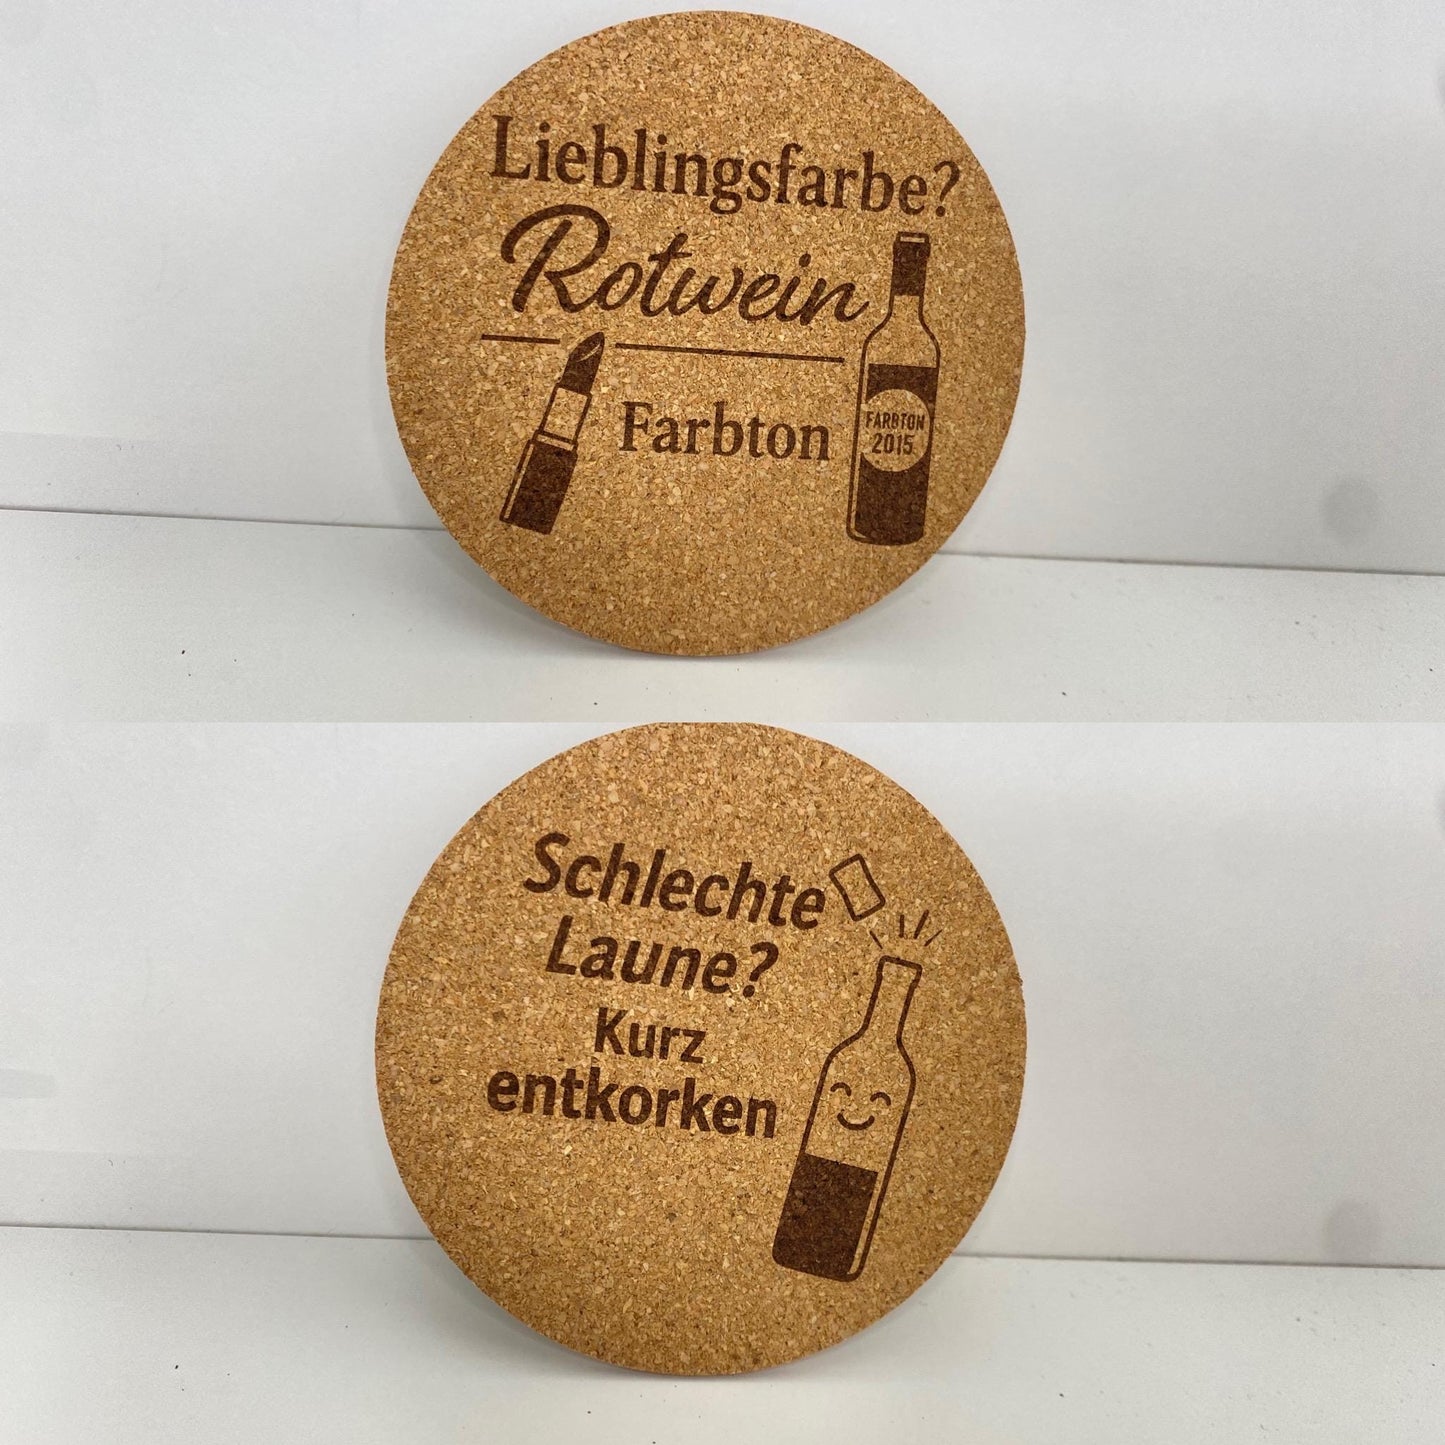 Lieblingsfarbe?
Rotwein
Farbton
FARBTON
2015
Schlechte
Laune?
Kurz
entkorken